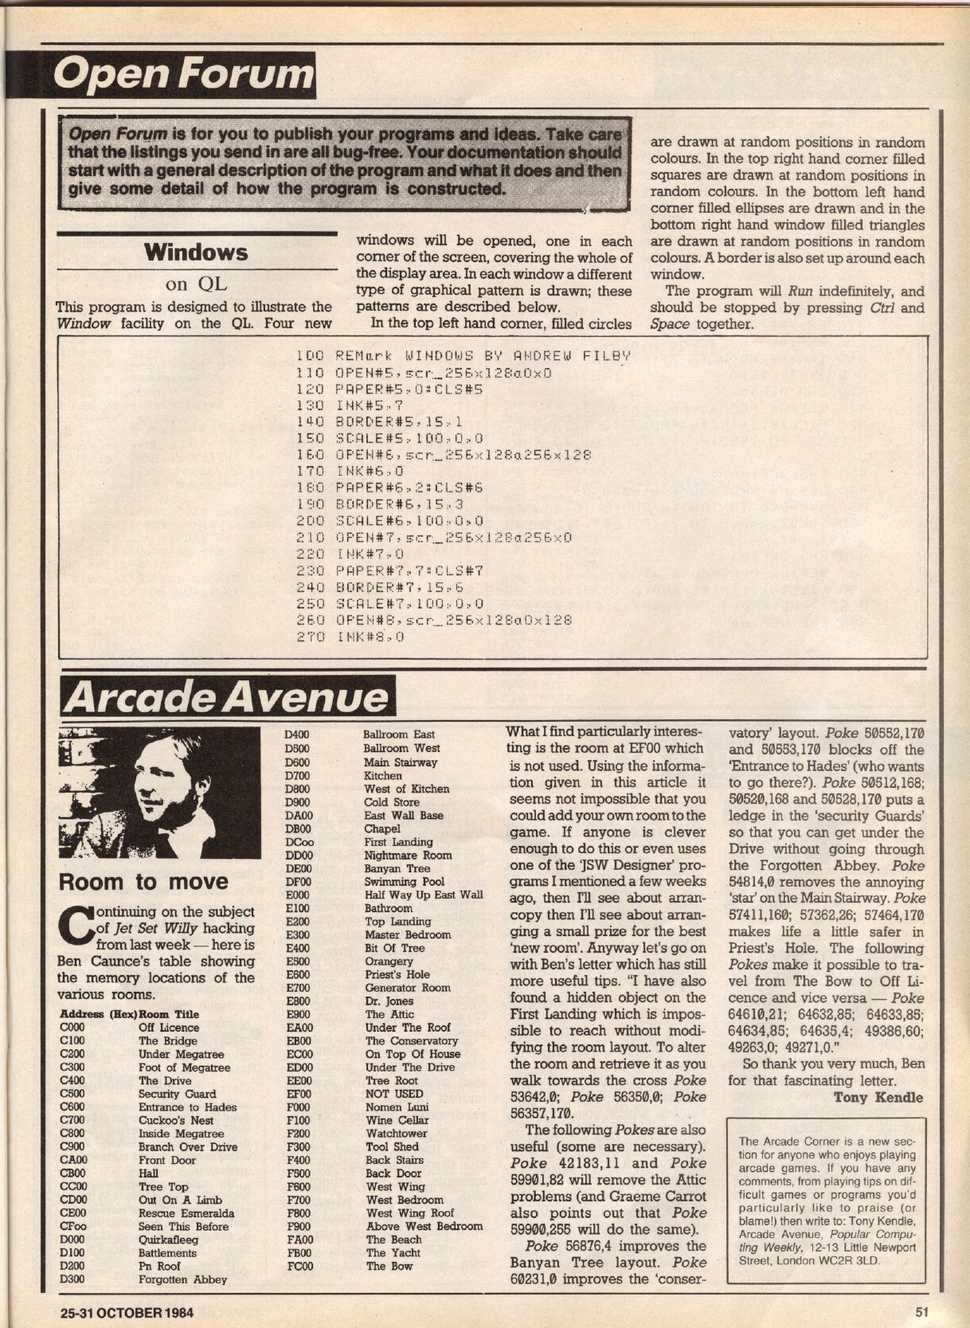 Open Forum
Open Forum is for you to publish your programs and ideas. Take care
that the listings you send in are all bug-free. Your documentation should
start with a general description of the program and what it does and then
give some detail of how the program is constructed.
Windows
on QL
This program is designed to illustrate the
Window facility on the QL. Four new
windows will be opened, one in each
corner of the screen, covering the whole of
the display area. In each window a different
type of graphical pattern is drawn; these
patterns are described below.
In the top left hand corner, filled circles
are drawn at random positions in random
colours. In the top right hand corner filled
squares are drawn at random positions in
random colours. In the bottom left hand
corner filled ellipses are drawn and in the
bottom right hand window filled triangles
are drawn at random positions in random
colours. A border is also set up around each
window.
The program will Run indefinitely, and
should be stopped by pressing Ctrl and
Space together.
100 REMark WINDOWS BY ANDREW FILBY
110 OPEN#5,scr_256x128a0x0
120 PAPER#5,0:CLS#5
130 INK#5,7
140 BORDER#5,15,1
150 SCALE#5,100,0,0
160 OPEN#6,scr_256x128a256x128
170 INK#6,0
180 PAPER#6,2:CLS#6
190 BORDER#6,15,3
200 SCALE#6,100,0,0
210 OPEN#7,scr_256x128a256x0
220 INK#7,0
230 PAPER#7,7:CLS#7
240 BORDER#7,15,6
250 SCALE#7,100,0,0
260 OPEN#8,scr_256x128a0x128
270 INK#8,0
Arcade Avenue
Room to move
Continuing on the subject
of Jet Set Willy hacking
from last week — here is
Ben Caunce's table showing
the memory locations of the
various rooms.
Address (Hex) Room Title
C000 Off Licence
C100 The Bridge
C200 Under Megatree
C300 Foot of Megatree
C400 The Drive
C500 Security Guard
C600 Entrance to Hades
C700 Cuckoo's Nest
C800 Inside Megatree
C900 Branch Over Drive
CA00 Front Door
CB00 Hall
CC00 Tree Top
CD00 Out On A Limb
CE00 Rescue Esmeralda
CFoo Seen This Before
D000 Quirkafleeg
D100 Battlements
D200 Pn Roof
D300 Forgotten Abbey
D400 Ballroom East
D500 Ballroom West
D600 Main Stairway
D700 Kitchen
D800 West of Kitchen
D900 Cold Store
DA00 East Wall Base
DB00 Chapel
DCoo First Landing
DD00 Nightmare Room
DE00 Banyan Tree
DF00 Swimming Pool
E000 Half Way Up East Wall
E100 Bathroom
E200 Top Landing
E300 Master Bedroom
E400 Bit Of Tree
E500 Orangery
E600 Priest's Hole
E700 Generator Room
E800 Dr. Jones
E900 The Attic
EA00 Under The Roof
EB00 The Conservatory
EC00 On Top Of House
ED00 Under The Drive
EE00 Tree Root
EF00 NOT USED
F000 Nomen Luni
F100 Wine Cellar
F200 Watchtower
F300 Tool Shed
F400 Back Stairs
F500 Back Door
F600 West Wing
F700 West Bedroom
F800 West Wing Roof
F900 Above West Bedroom
FA00 The Beach
FB00 The Yacht
FC00 The Bow
What I find particularly interes-
ting is the room at EF00 which
is not used. Using the informa-
tion given in this article it
seems not impossible that you
could add your own room to the
game. If anyone is clever
enough to do this or even uses
one of the 'JSW Designer' pro-
grams I mentioned a few weeks
ago, then I'll see about arran-
copy then I'll see about arran-
ging a small prize for the best
'new room'. Anyway let's go on
with Ben's letter which has still
more useful tips. "I have also
found a hidden object on the
First Landing which is impos-
sible to reach without modi-
fying the room layout. To alter
the room and retrieve it as you
walk towards the cross Poke
53642,0; Poke 56350,0; Poke
56357,170.
The following Pokes are also
useful (some are necessary).
Poke 42183,11 and Poke
59901,82 will remove the Attic
problems (and Graeme Carrot
also points out that Poke
59900,255 will do the same).
Poke 56876,4 improves the
Banyan Tree layout. Poke
60231,0 improves the 'conser-
vatory' layout. Poke 50552,170
and 50553,170 blocks off the
'Entrance to Hades' (who wants
to go there?). Poke 50512,168;
50520,168 and 50528,170 puts a
ledge in the 'security Guards'
so that you can get under the
Drive without going through
the Forgotten Abbey. Poke
54814,0 removes the annoying
'star' on the Main Stairway. Poke
57411,160; 57362,26; 57464,170
makes life a little safer in
Priest's Hole. The following
Pokes make it possible to tra-
vel from The Bow to Off Li-
cence and vice versa — Poke
64610,21; 64632,85; 64633,85;
64634,85; 64635,4; 49386,60;
49263,0; 49271,0."
So thank you very much, Ben
for that fascinating letter.
Tony Kendle
The Arcade Corner is a new sec-
tion for anyone who enjoys playing
arcade games. If you have any
comments, from playing tips on dif-
ficult games or programs you'd
particularly like to praise (or
blame!) then write to: Tony Kendle,
Arcade Avenue, Popular Compu-
ting Weekly, 12-13 Little Newport
Street, London WC2R 3LD.
25-31 OCTOBER 1984
51